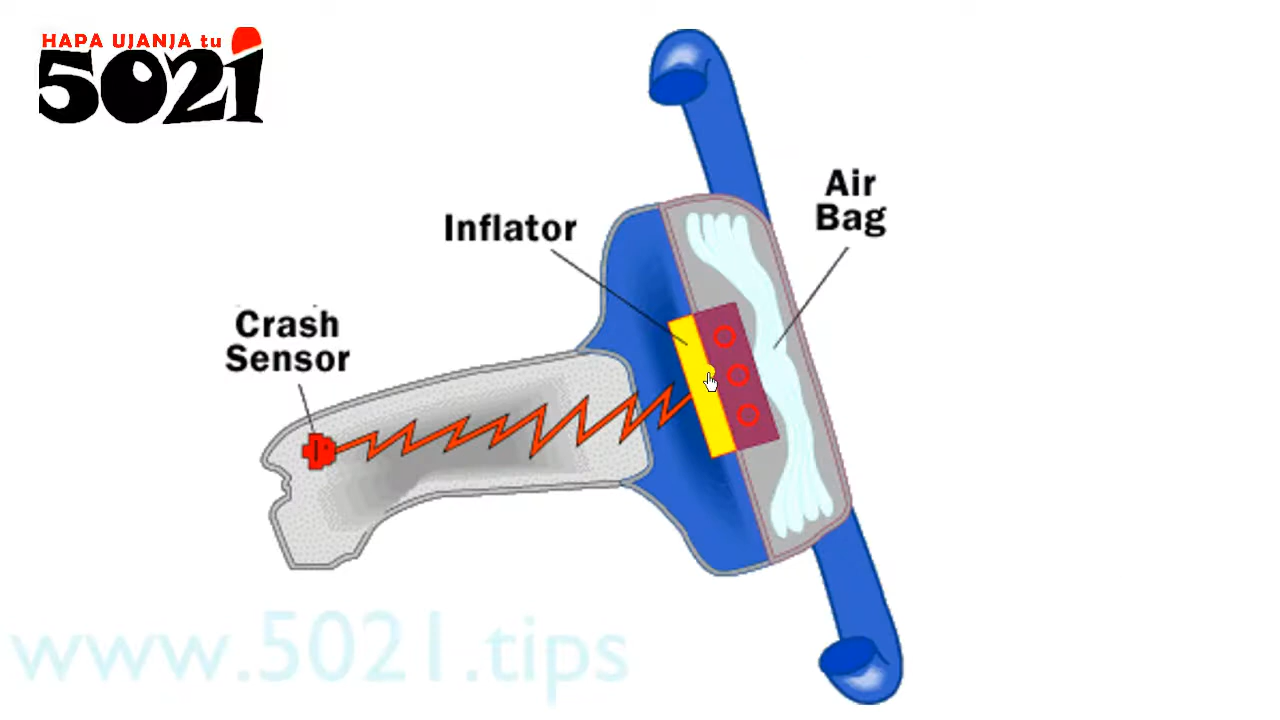 HAPA UJANJA tu
5021
Air
Bag
Inflator
Crash
Sensor
www.5021.tips